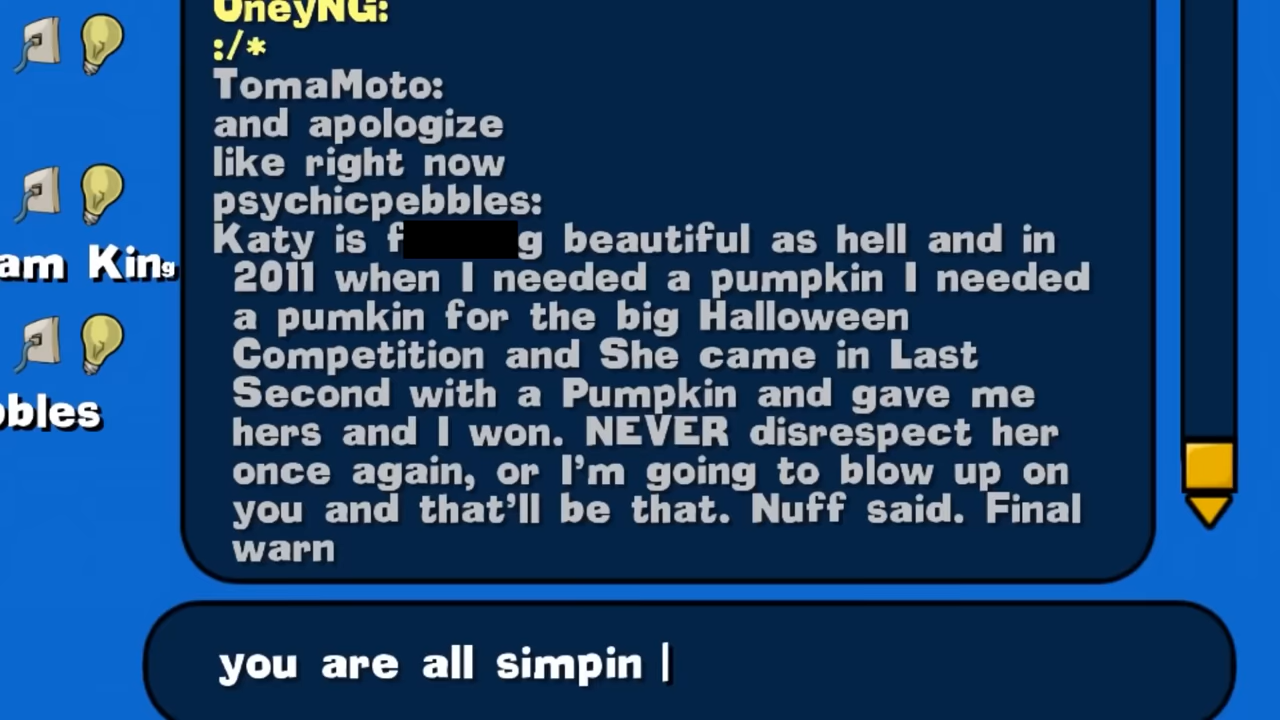 OneyNG:
:/*
TomaMoto:
and apologize
like right now
psychicpebbles:
Katy is f g beautiful as hell and in
2011 when I needed a pumpkin I needed
a pumkin for the big Halloween
Competition and She came in Last
Second with a Pumpkin and gave me
hers and I won. NEVER disrespect her
once again, or I'm going to blow up on
you and that'll be that. Nuff said. Final
warn
am King
bbles
you are all simpin